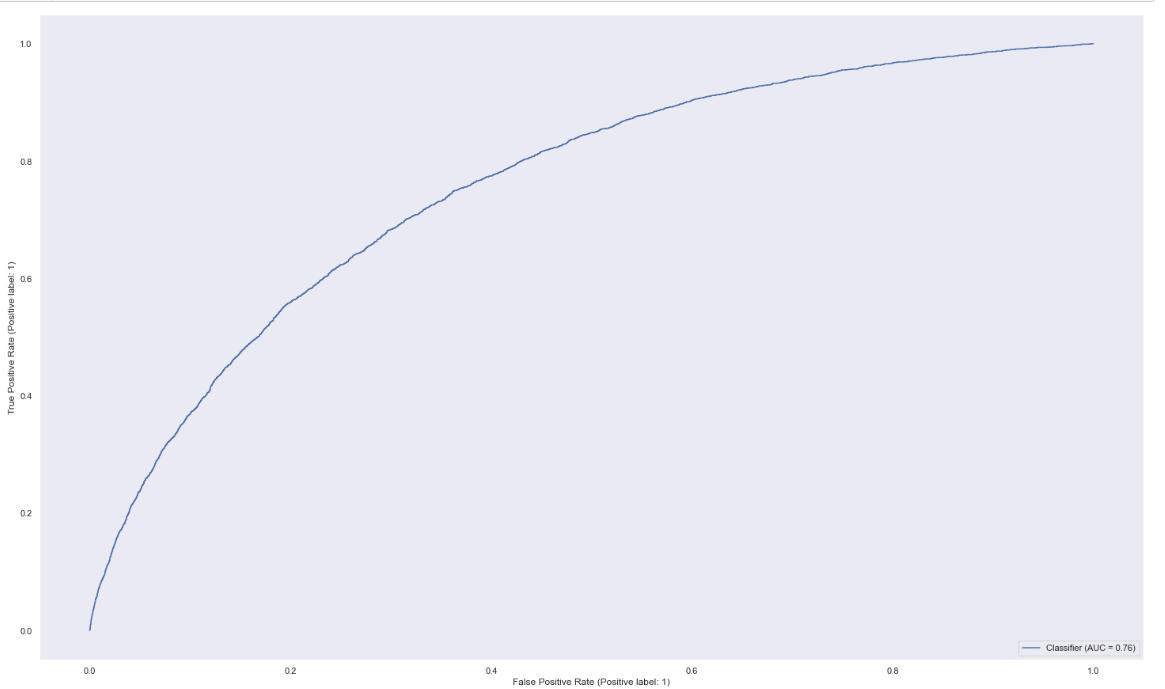 1.0
0.8
0.6
0.4
0.2
0.0
True Positive Rate (Positive label: 1)
0.0 0.2 0.4 0.6 0.8 1.0
False Positive Rate (Positive label: 1)
Classifier (AUC = 0.76)